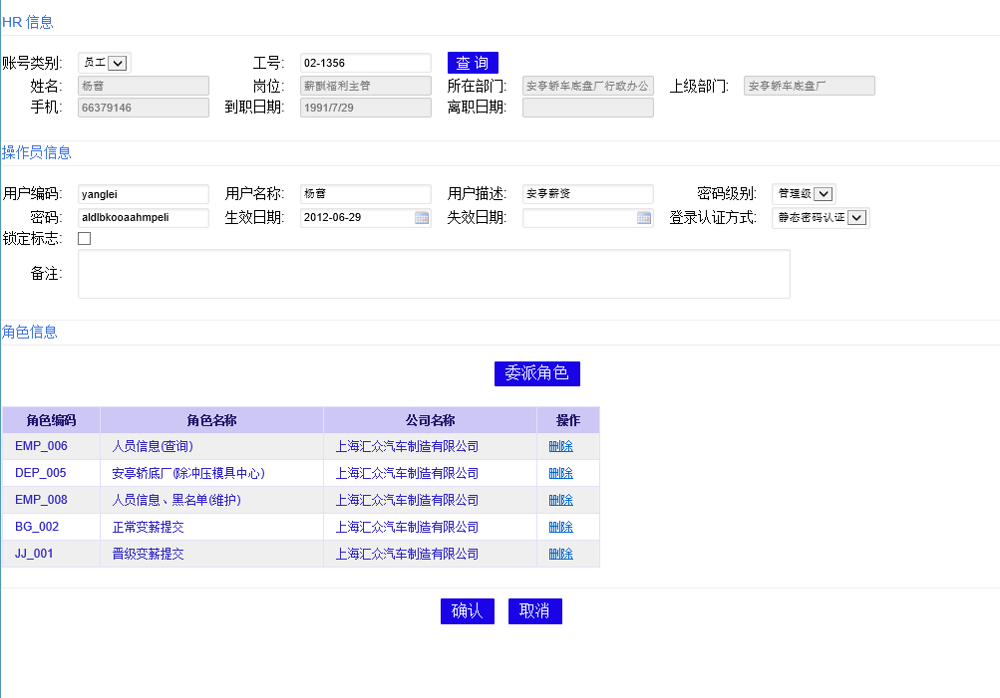 HR 信息
账号类别: 员工 工号: 02-1356 查 询
姓名: 杨蕾 岗位: 薪酬福利主管 所在部门: 安亭轿车底盘厂行政办公 上级部门: 安亭轿车底盘厂
手机: 66379146 到职日期: 1991/7/29 离职日期:
操作员信息
用户编码: yanglei 用户名称: 杨蕾 用户描述: 安亭薪资 密码级别: 管理级
密码: aldlbkooaahmpeli 生效日期: 2012-06-29 失效日期: 登录认证方式: 静态密码认证
锁定标志:
备注:
角色信息
委派角色
角色编码 角色名称 公司名称 操作
EMP_006 人员信息(查询) 上海汇众汽车制造有限公司 删除
DEP_005 安亭轿底厂(除冲压模具中心) 上海汇众汽车制造有限公司 删除
EMP_008 人员信息、黑名单(维护) 上海汇众汽车制造有限公司 删除
BG_002 正常变薪提交 上海汇众汽车制造有限公司 删除
JJ_001 晋级变薪提交 上海汇众汽车制造有限公司 删除
确认 取消